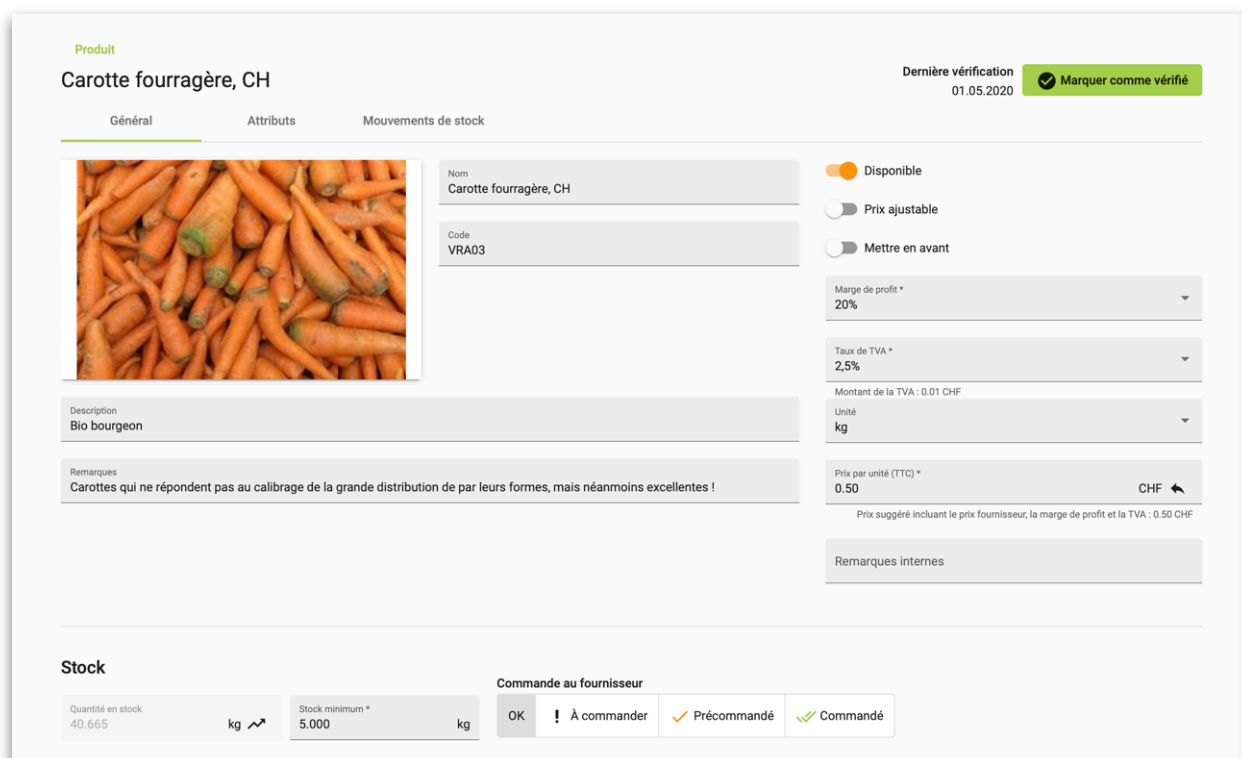 Produit
Carotte fourragère, CH
Dernière vérification
01.05.2020
Marquer comme vérifié
Général
Attributs
Mouvements de stock
Nom
Carotte fourragère, CH
Code
VRA03
Disponible
Prix ajustable
Mettre en avant
Marge de profit *
20%
Taux de TVA *
2,5%
Montant de la TVA : 0.01 CHF
Unité
kg
Description
Bio bourgeon
Remarques
Carottes qui ne répondent pas au calibrage de la grande distribution de par leurs formes, mais néanmoins excellentes !
Prix par unité (TTC) *
0.50 CHF
Prix suggéré incluant le prix fournisseur, la marge de profit et la TVA : 0.50 CHF
Remarques internes
Stock
Quantité en stock
40.665 kg
Stock minimum *
5.000 kg
Commande au fournisseur
OK
! À commander
Précommandé
Commandé